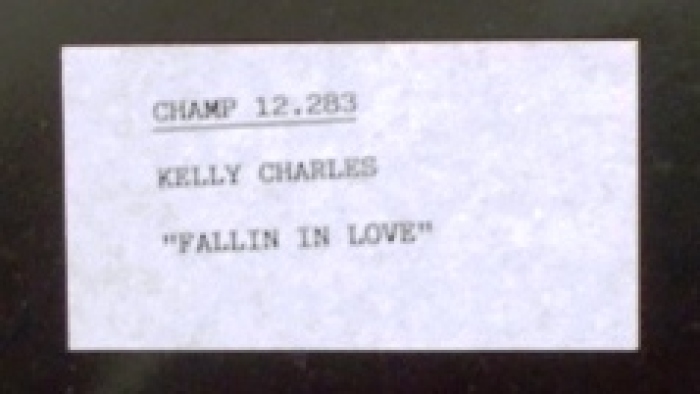 CHAMP 12.283
KELLY CHARLES
"FALLIN IN LOVE"